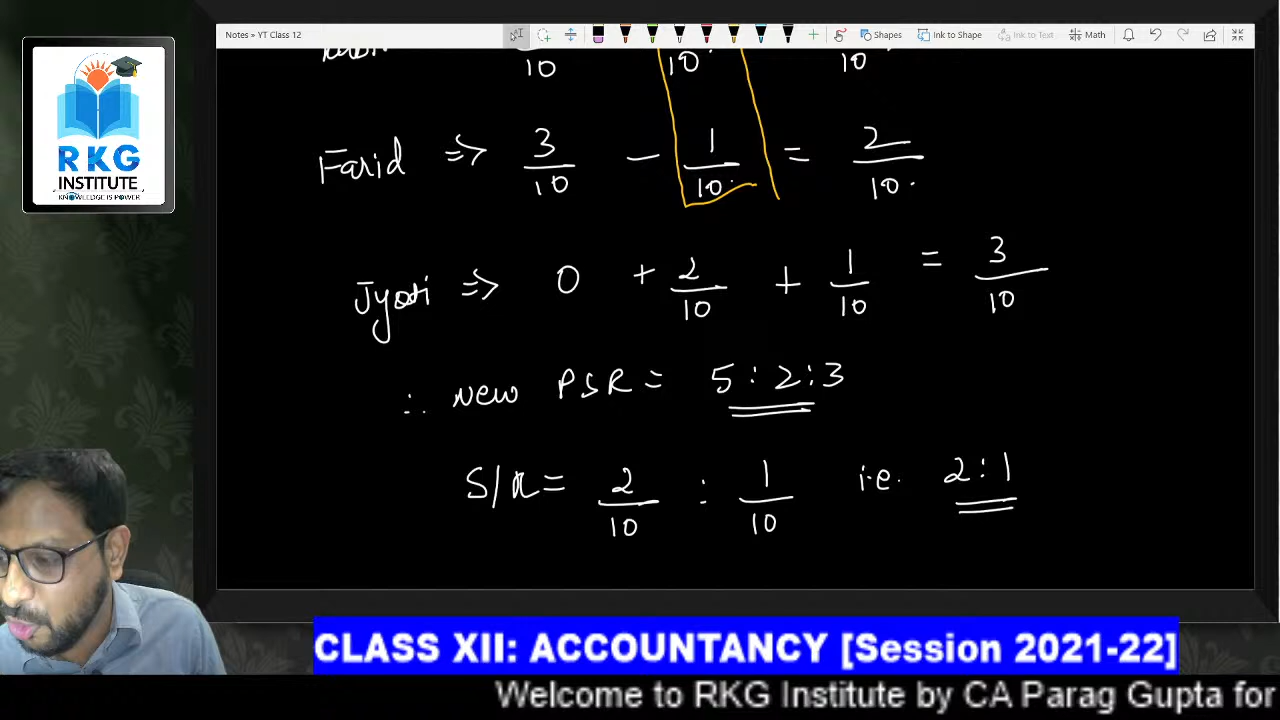 Notes » YT Class 12
Shapes
Ink to Shape
Ink to Text
Math
10 10. 10
RKG
INSTITUTE
KNOWLEDGE IS POWER
Farid ⇒ 3/10 − 1/10. = 2/10.
Jyoti ⇒ 0 + 2/10 + 1/10 = 3/10
∴ New PSR = 5 : 2 : 3
S/R = 2/10 : 1/10 i.e. 2 : 1
CLASS XII: ACCOUNTANCY [Session 2021-22]
Welcome to RKG Institute by CA Parag Gupta for